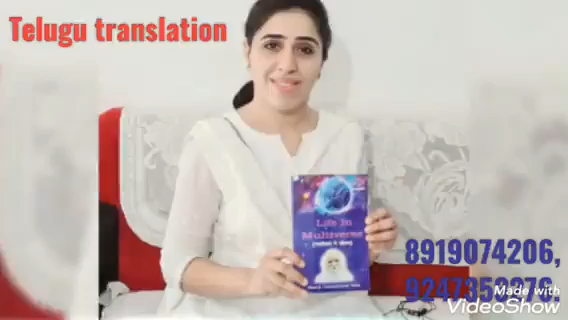 Telugu translation
Life In
Multiverse
8919074206,
Made with
VideoShow